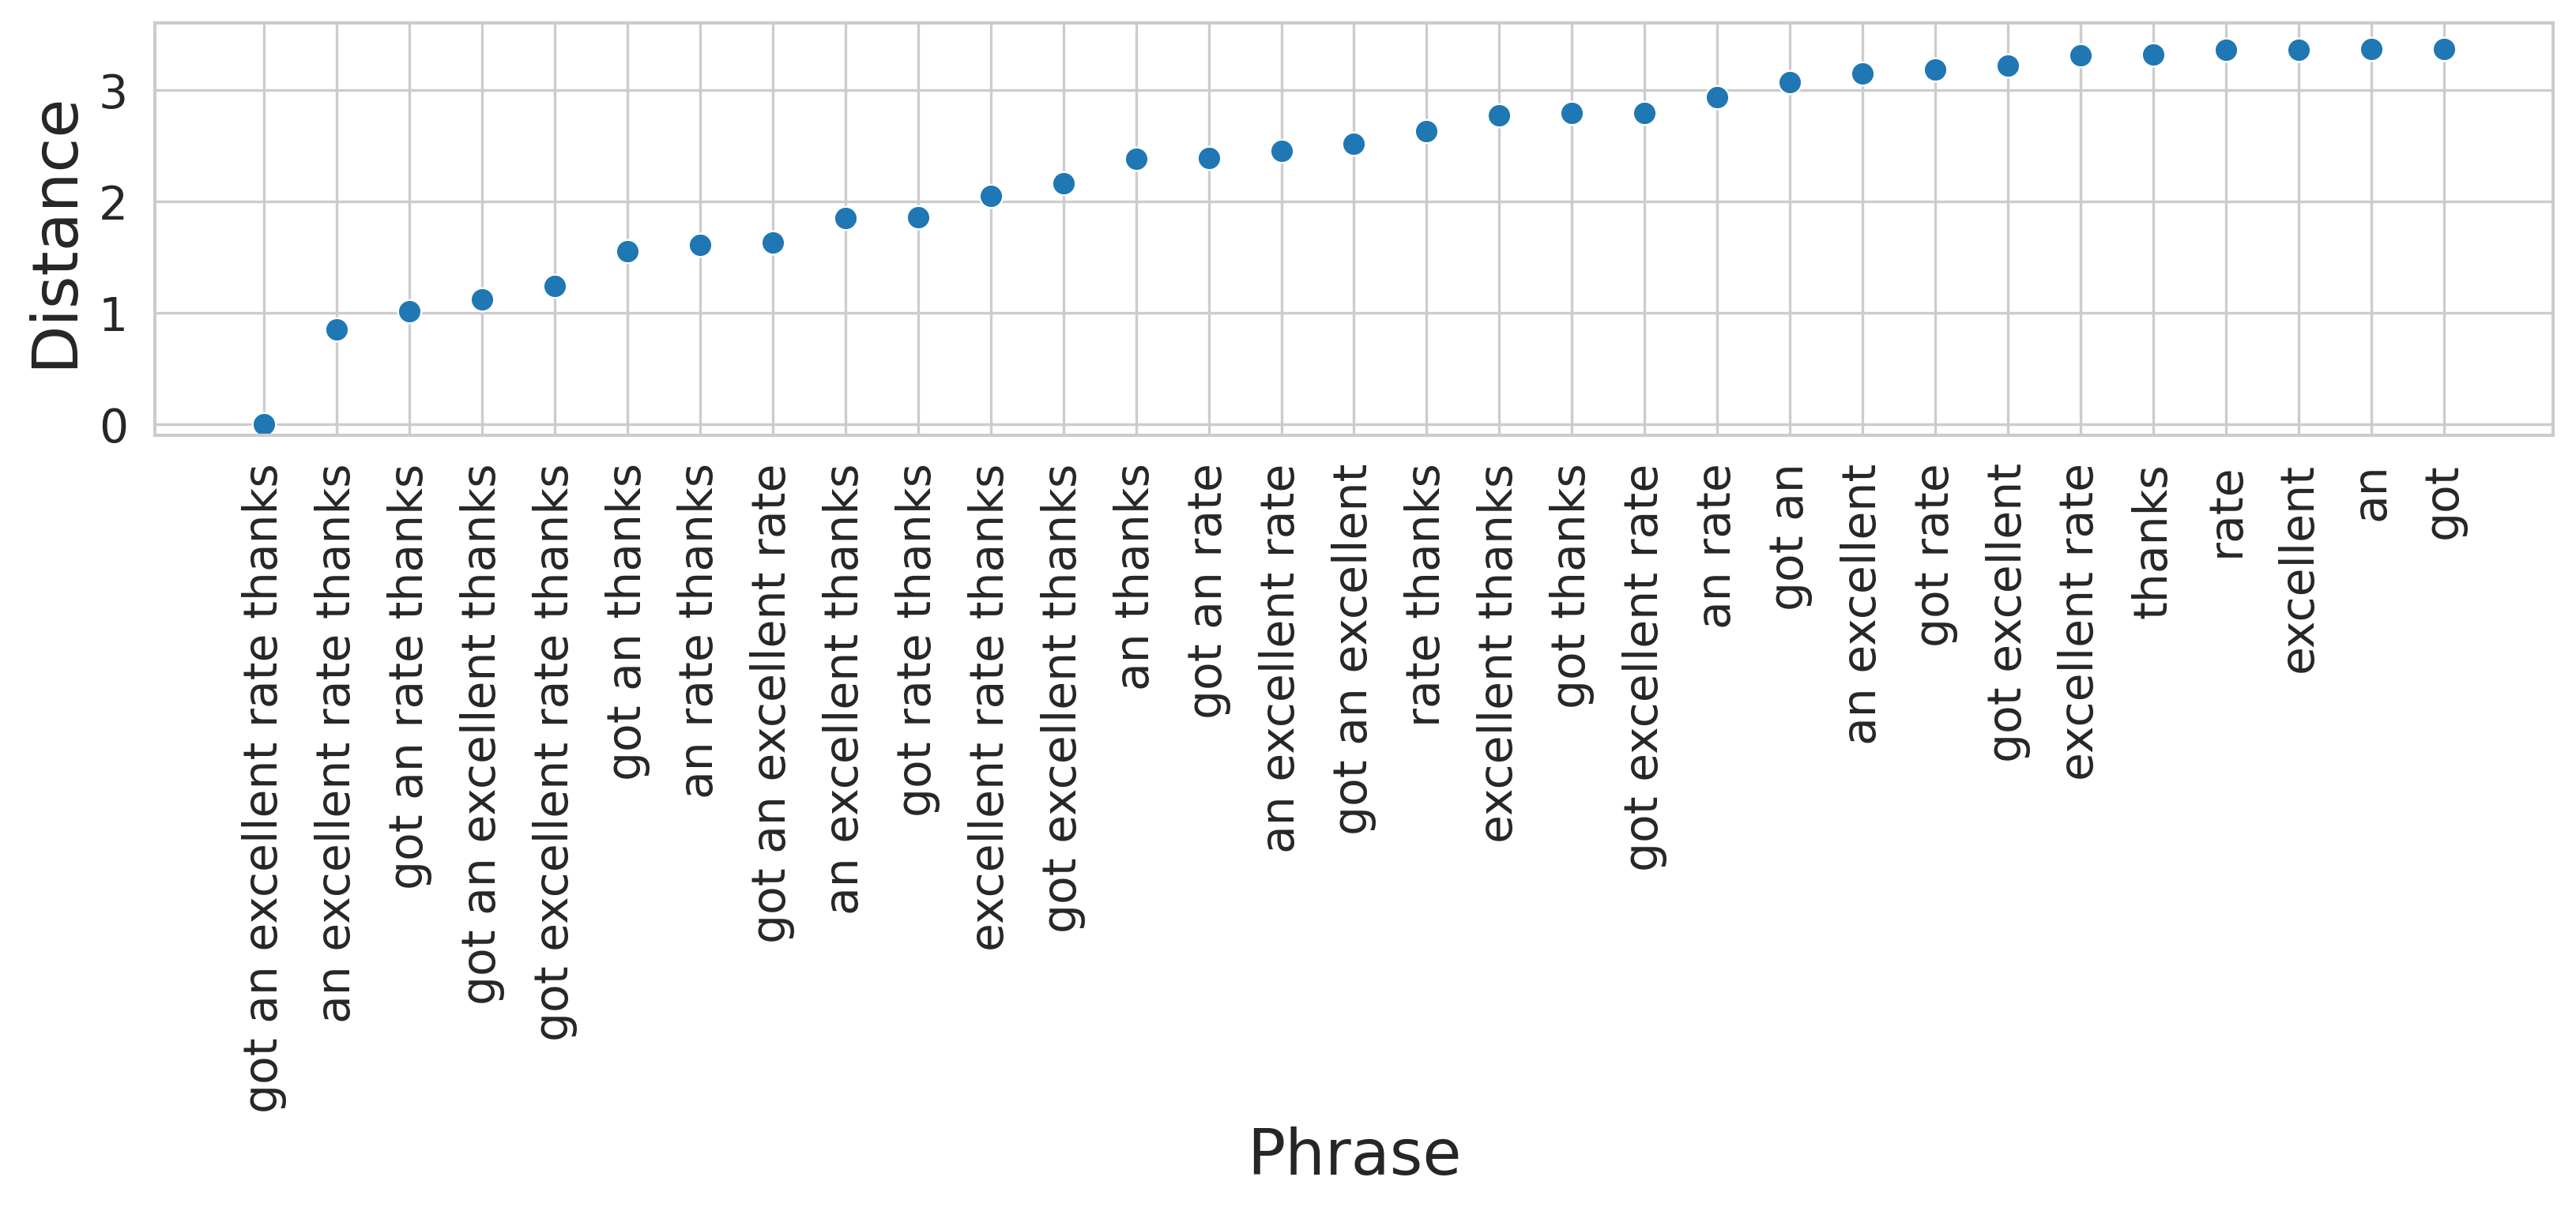 Distance
3
2
1
0
got an excellent rate thanks
an excellent rate thanks
got an rate thanks
got an excellent thanks
got excellent rate thanks
got an thanks
an rate thanks
got an excellent rate
an excellent thanks
got rate thanks
excellent rate thanks
got excellent thanks
an thanks
got an rate
an excellent rate
got an excellent
rate thanks
excellent thanks
got thanks
got excellent rate
an rate
got an
an excellent
got rate
got excellent
excellent rate
thanks
rate
excellent
an
got
Phrase